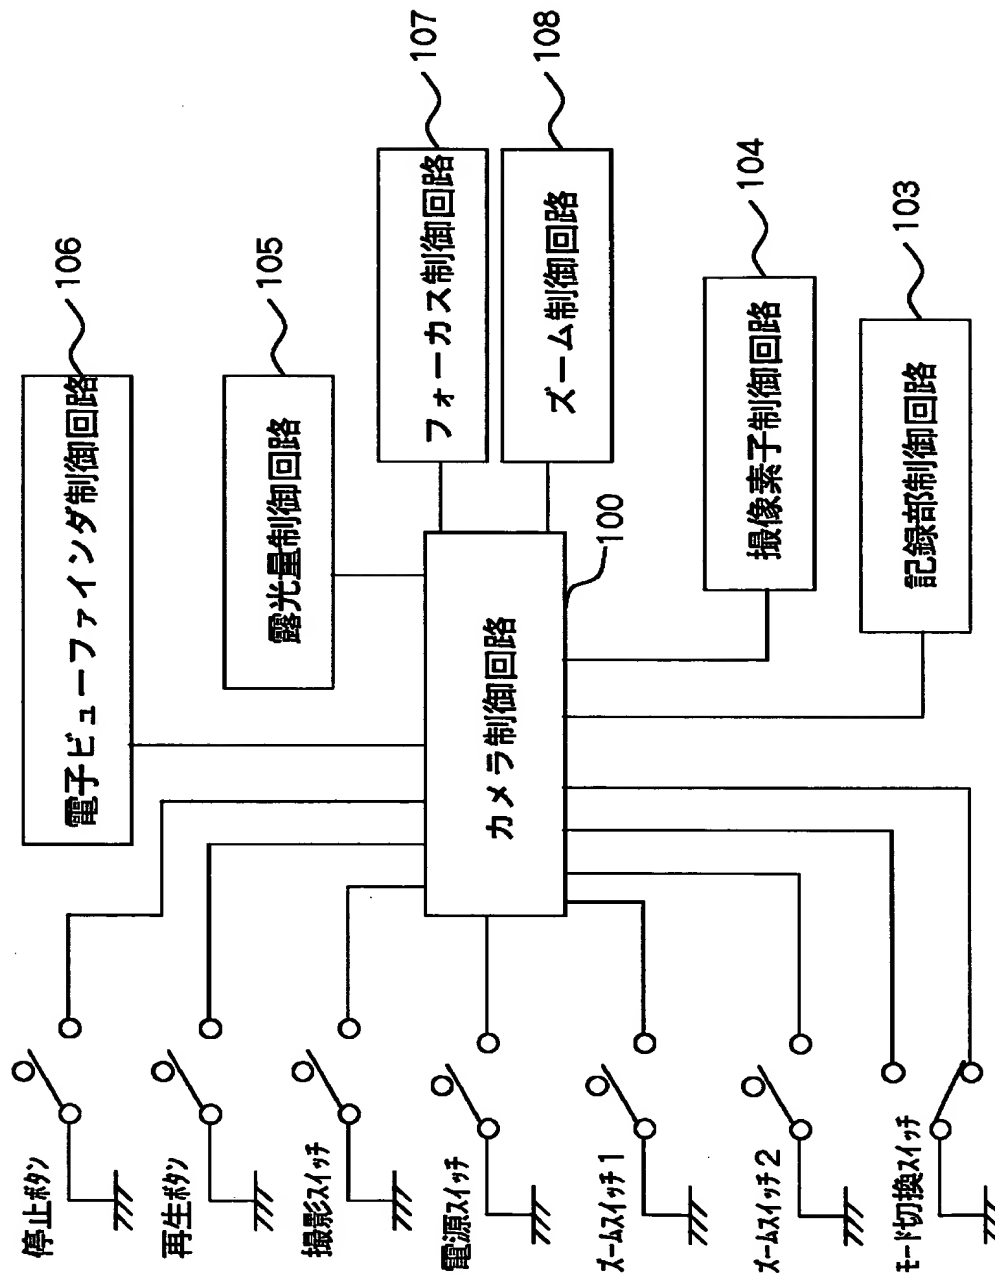 停止ボタン
再生ボタン
撮影スイッチ
電源スイッチ
ズームスイッチ1
ズームスイッチ2
モード切換スイッチ
カメラ制御回路
100
電子ビューファインダ制御回路
106
露光量制御回路
105
フォーカス制御回路
107
ズーム制御回路
108
撮像素子制御回路
104
記録部制御回路
103